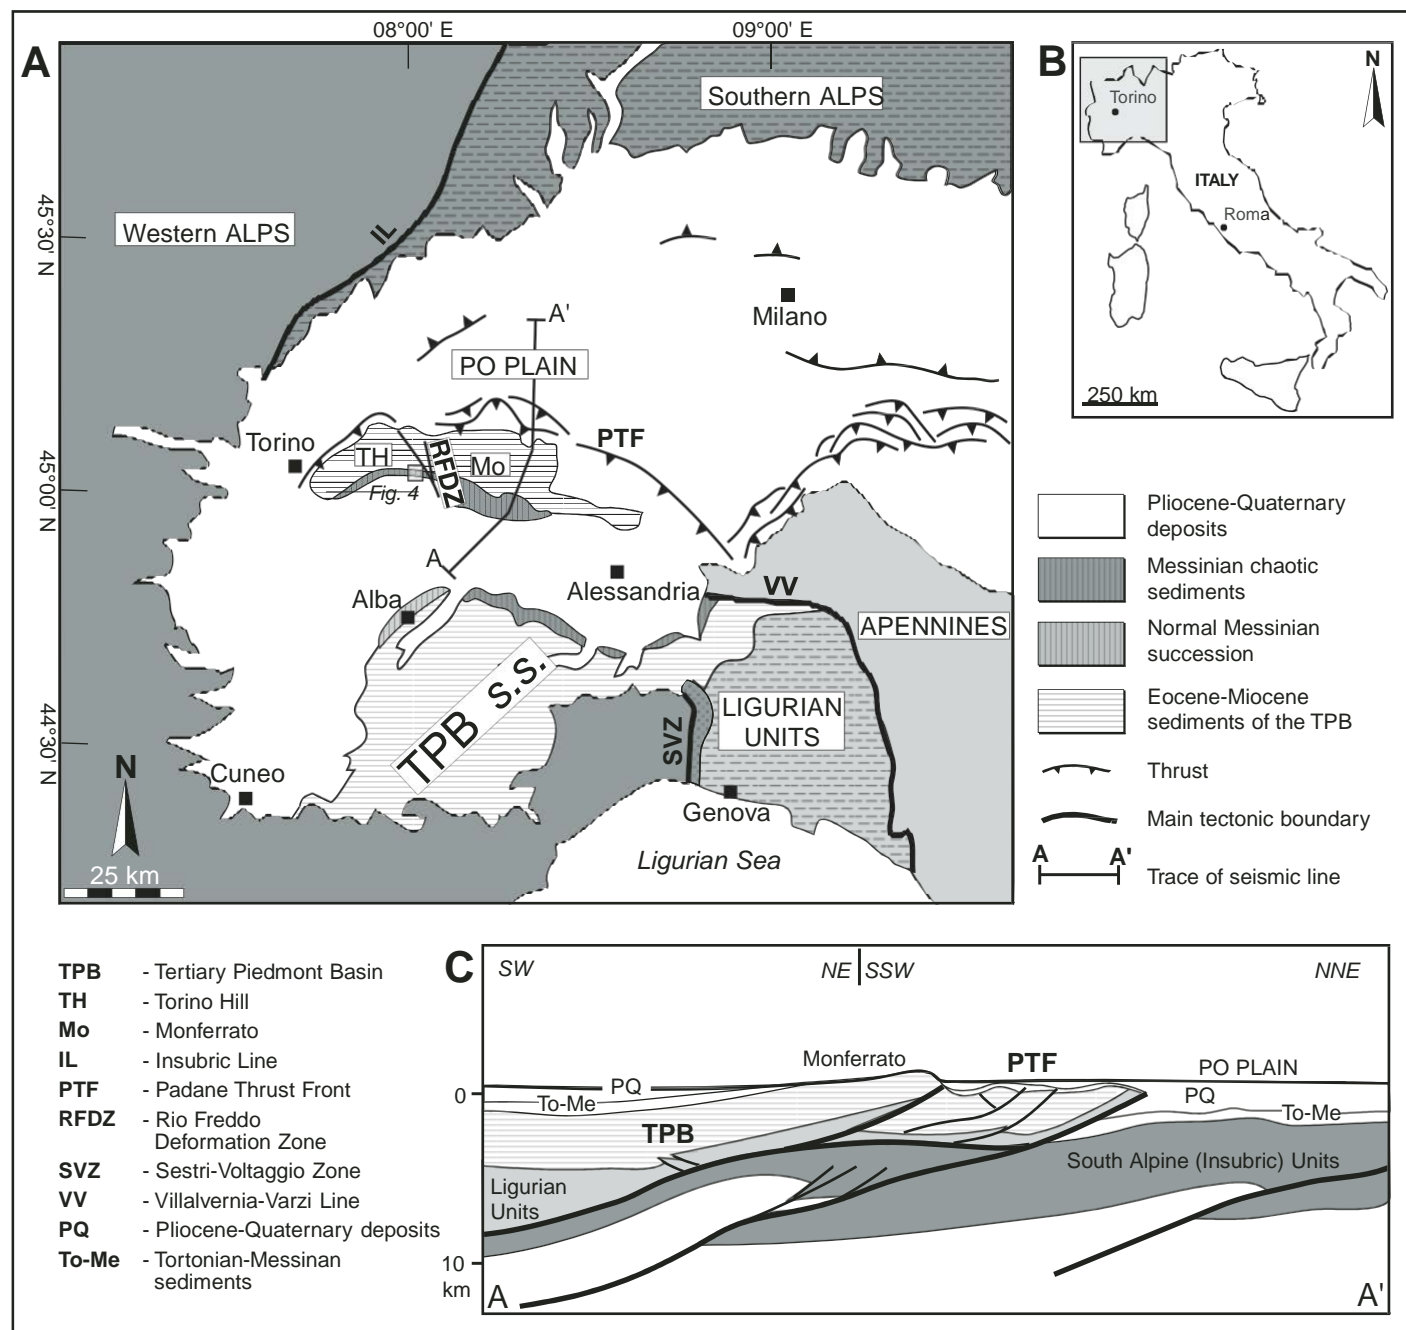 08°00' E
09°00' E
A
Southern ALPS
Western ALPS
IL
45°30' N
Milano
A'
PO PLAIN
Torino
TH
RFDZ
Mo
PTF
Fig. 4
45°00' N
A
Alba
Alessandria
VV
APENNINES
TPB s.s.
SVZ
LIGURIAN
UNITS
44°30' N
N
Cuneo
Genova
Ligurian Sea
25 km
B
N
Torino
ITALY
Roma
250 km
Pliocene-Quaternary
deposits
Messinian chaotic
sediments
Normal Messinian
succession
Eocene-Miocene
sediments of the TPB
Thrust
Main tectonic boundary
A A'
Trace of seismic line
TPB - Tertiary Piedmont Basin
TH - Torino Hill
Mo - Monferrato
IL - Insubric Line
PTF - Padane Thrust Front
RFDZ - Rio Freddo
Deformation Zone
SVZ - Sestri-Voltaggio Zone
VV - Villalvernia-Varzi Line
PQ - Pliocene-Quaternary deposits
To-Me - Tortonian-Messinan
sediments
C
SW
NE SSW
NNE
Monferrato
PTF
PO PLAIN
0
PQ
PQ
To-Me
To-Me
TPB
South Alpine (Insubric) Units
Ligurian
Units
10
km
A
A'